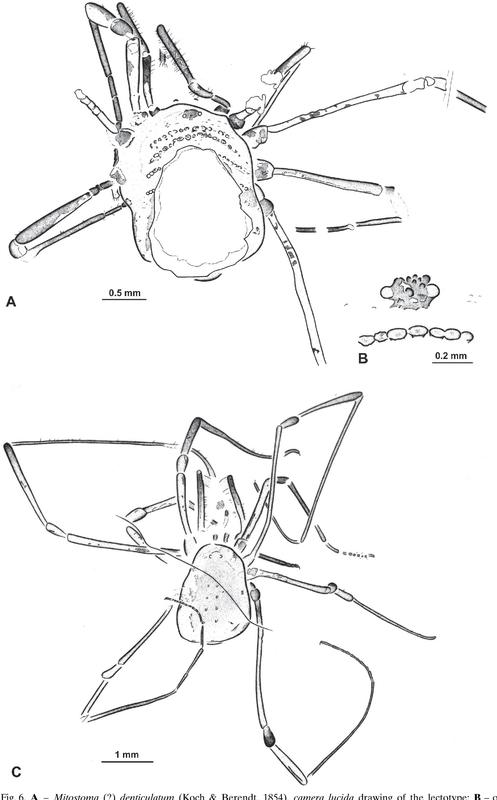 0.5 mm
A
B
0.2 mm
1 mm
C
Fig. 6. A – Mitostoma (?) denticulatum (Koch & Berendt, 1854), camera lucida drawing of the lectotype; B –